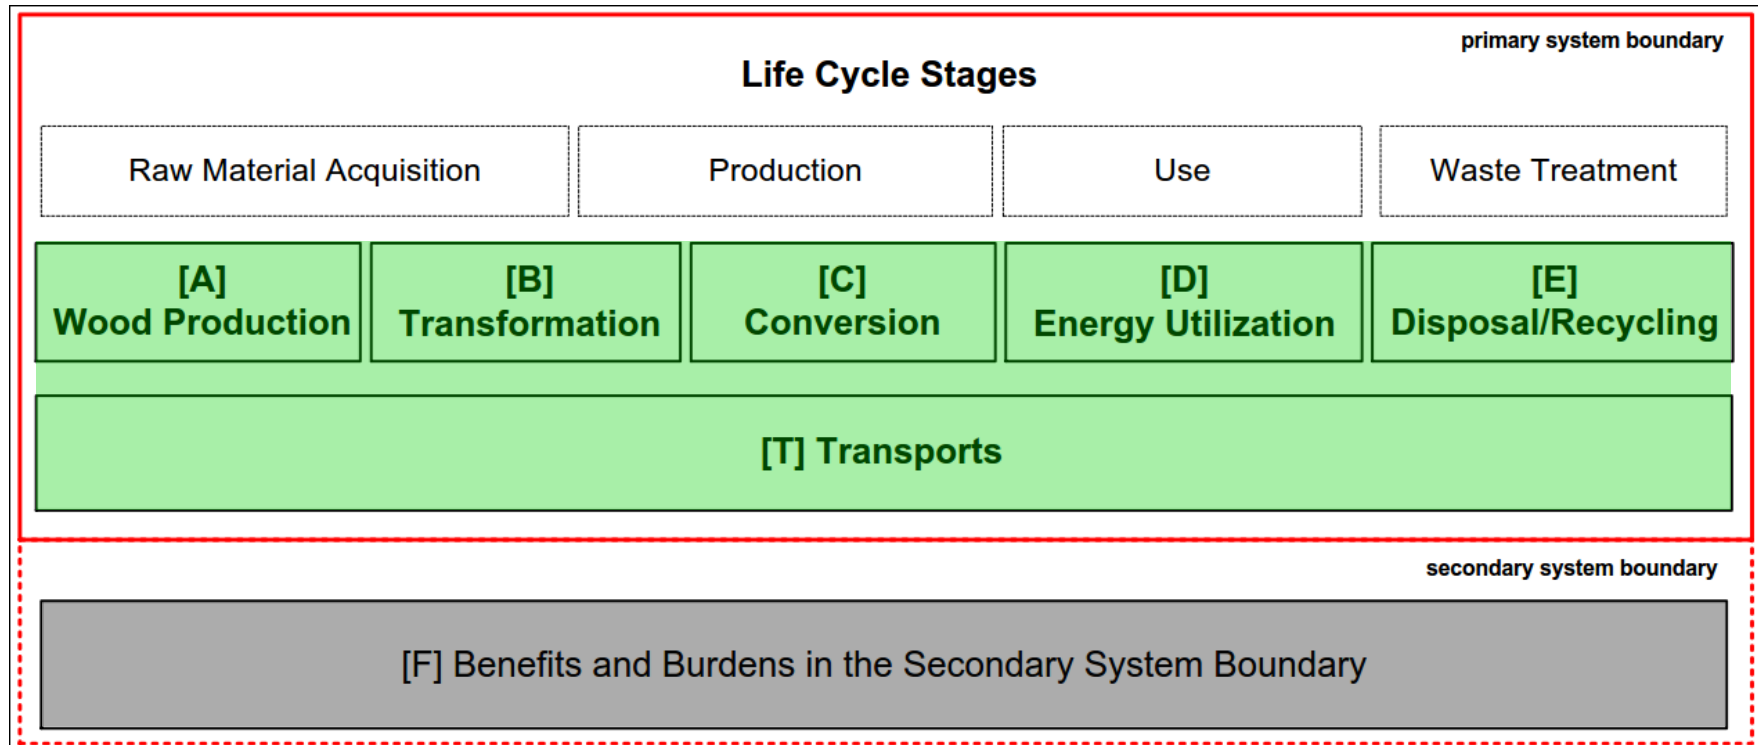 primary system boundary
Life Cycle Stages
Raw Material Acquisition
Production
Use
Waste Treatment
[A]
Wood Production
[B]
Transformation
[C]
Conversion
[D]
Energy Utilization
[E]
Disposal/Recycling
[T] Transports
secondary system boundary
[F] Benefits and Burdens in the Secondary System Boundary